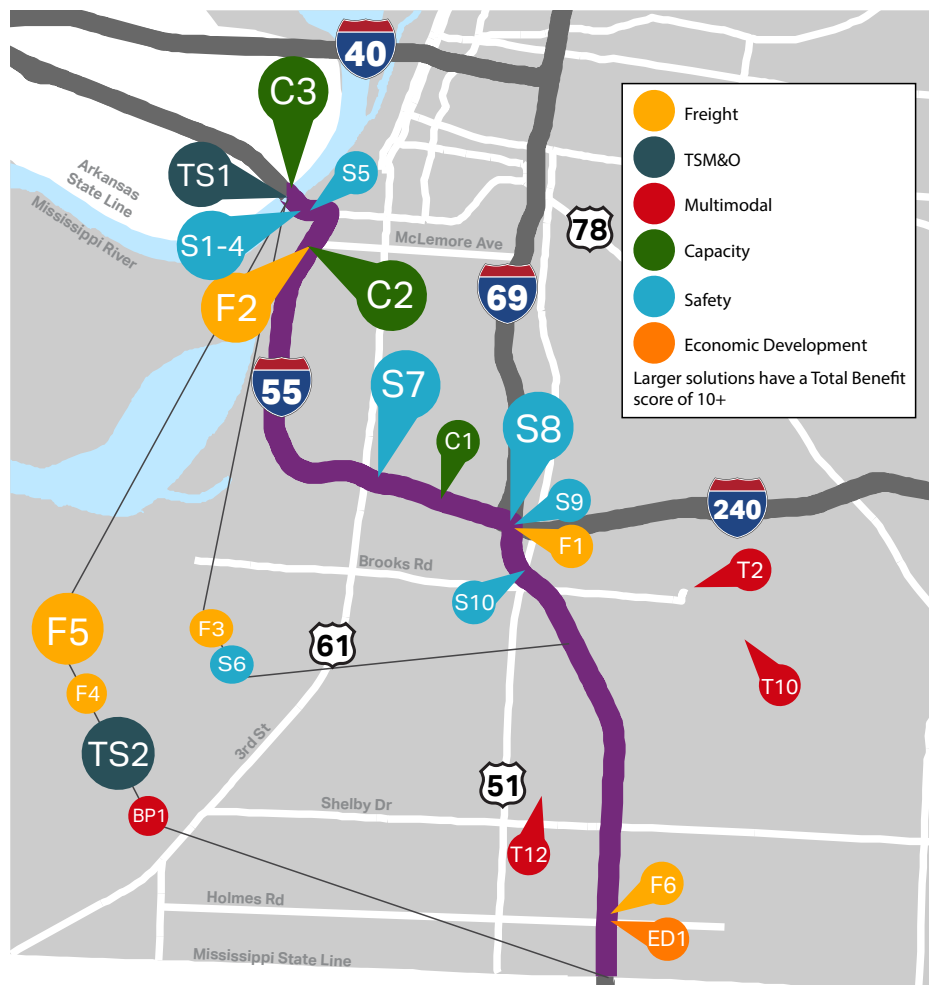 40
C3
Freight
TSM&O
Multimodal
Capacity
Safety
Economic Development
Larger solutions have a Total Benefit
score of 10+
TS1
S5
Arkansas
State Line
Mississippi River
S1-4
McLemore Ave
78
F2
C2
69
55
S7
C1
S8
S9
240
F1
Brooks Rd
T2
S10
F5
F3
61
S6
F4
T10
3rd St
TS2
51
BP1
Shelby Dr
T12
F6
Holmes Rd
ED1
Mississippi State Line